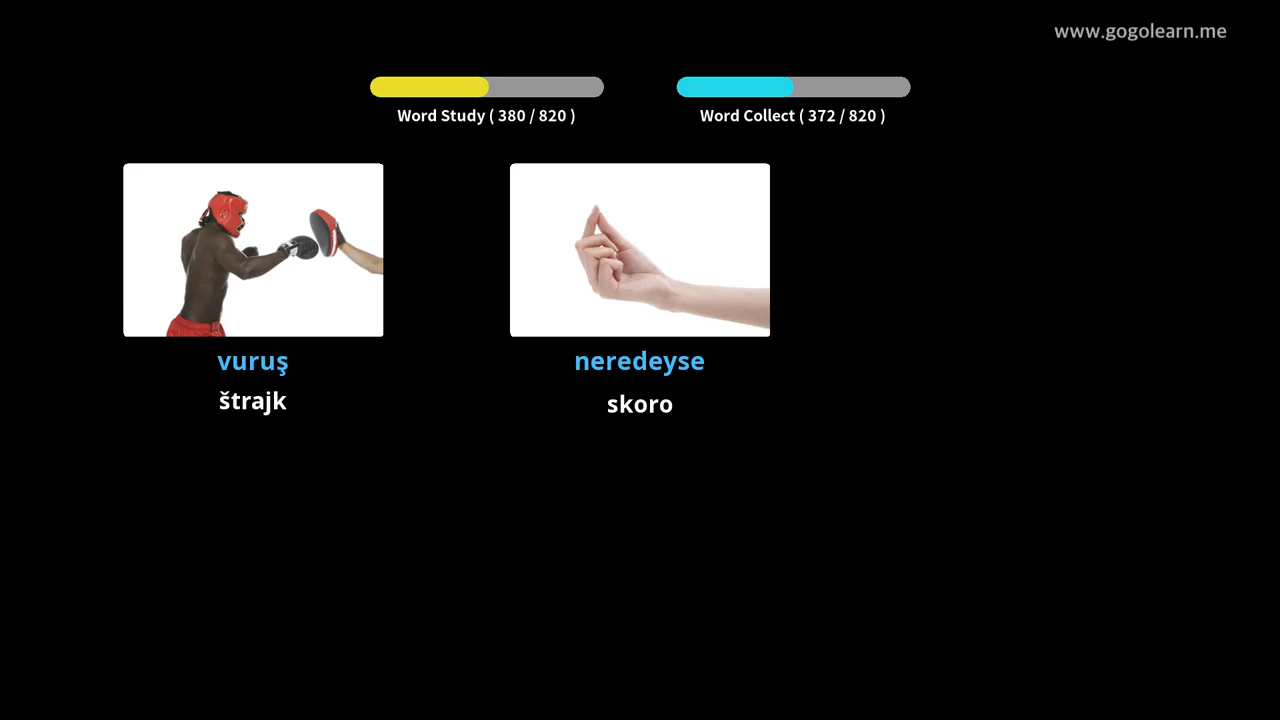 www.gogolearn.me
Word Study ( 380 / 820 )
Word Collect ( 372 / 820 )
vuruş
štrajk
neredeyse
skoro